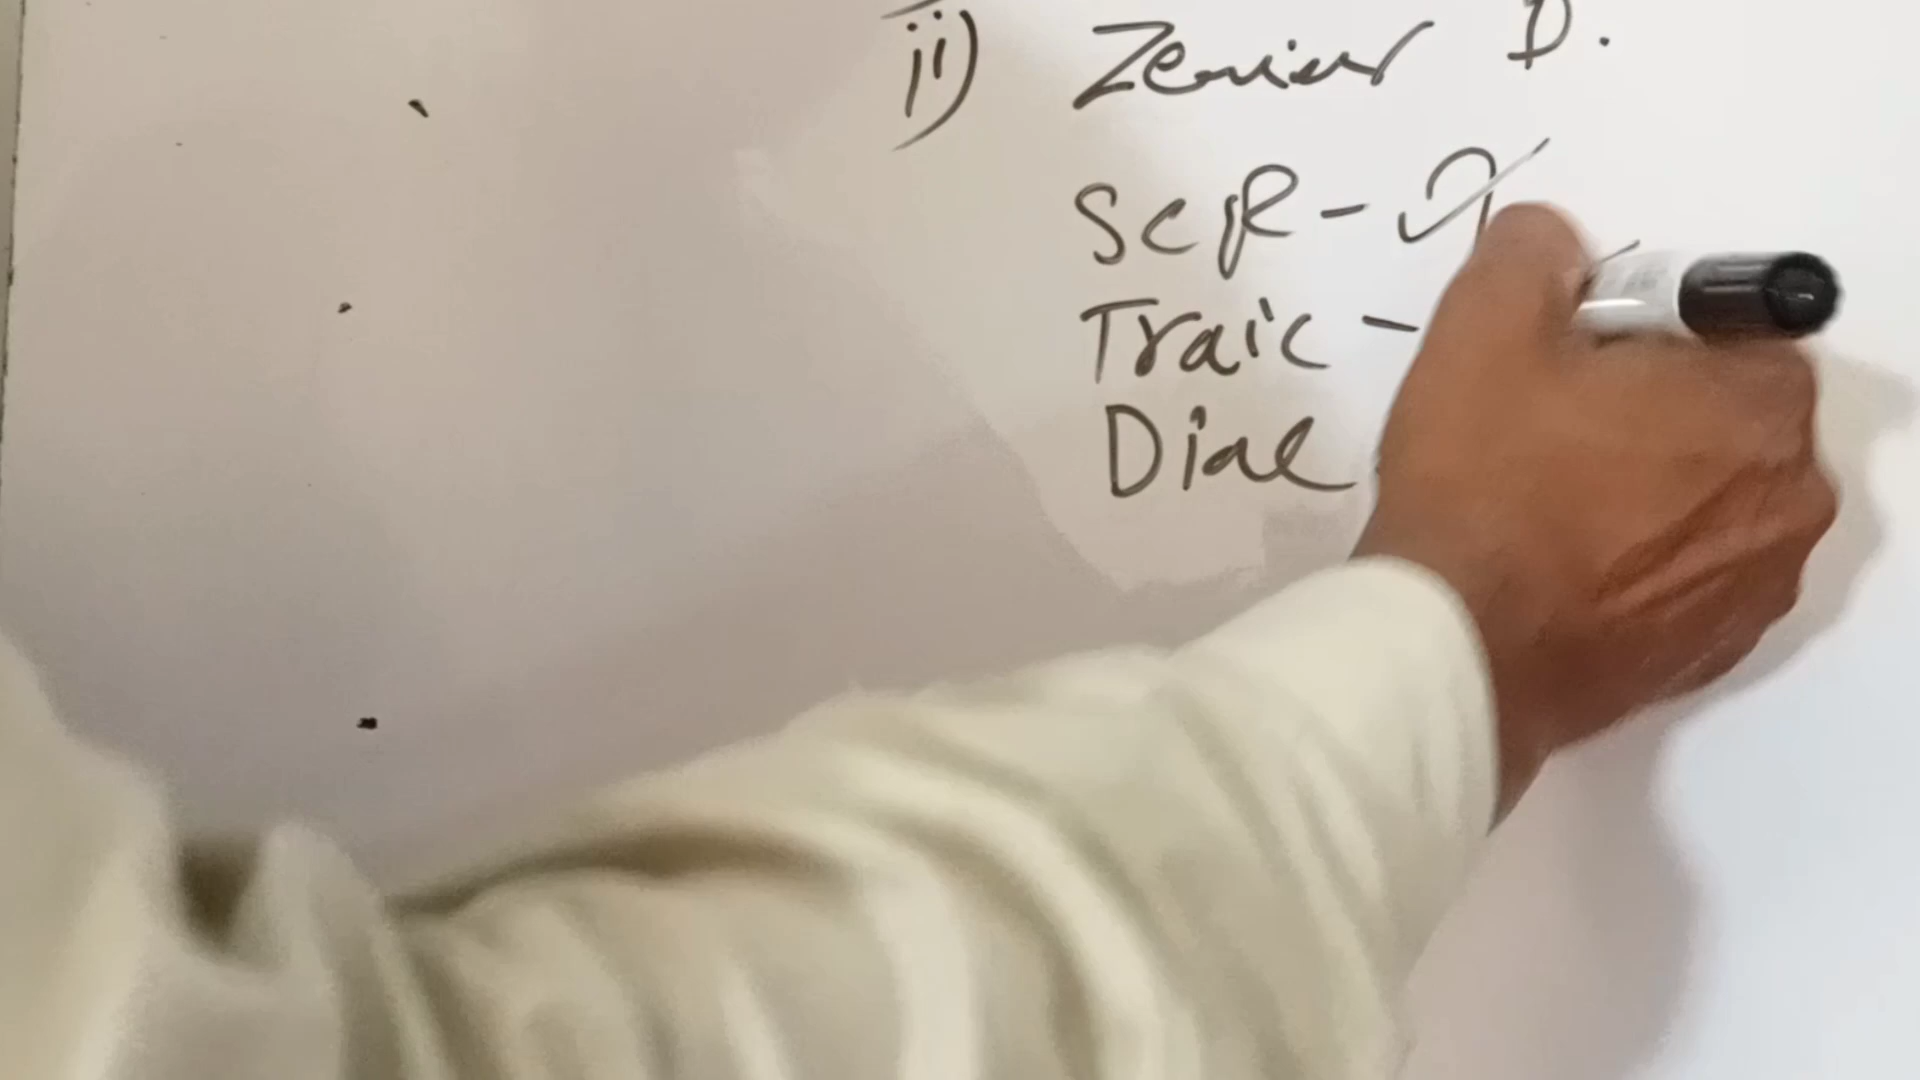 ii) Zenier D.
SCR -
Traic -
Diac